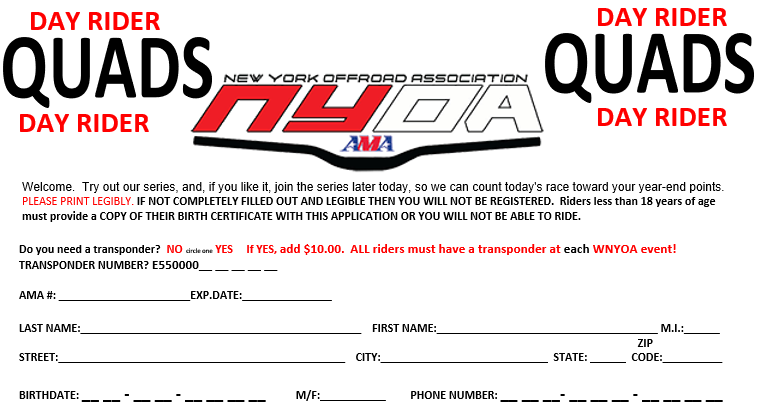 DAY RIDER
QUADS
DAY RIDER
NEW YORK OFFROAD ASSOCIATION
NYOA
AMA
DAY RIDER
QUADS
DAY RIDER
Welcome. Try out our series, and, if you like it, join the series later today, so we can count today's race toward your year-end points.
PLEASE PRINT LEGIBLY. IF NOT COMPLETELY FILLED OUT AND LEGIBLE THEN YOU WILL NOT BE REGISTERED. Riders less than 18 years of age
must provide a COPY OF THEIR BIRTH CERTIFICATE WITH THIS APPLICATION OR YOU WILL NOT BE ABLE TO RIDE.
Do you need a transponder? NO circle one YES If YES, add $10.00. ALL riders must have a transponder at each WNYOA event!
TRANSPONDER NUMBER? E550000__ __ __ __ __
AMA #: _____________________EXP.DATE:______________
LAST NAME:_____________________________________________ FIRST NAME:___________________________________ M.I.:______
STREET:______________________________________________ CITY:___________________________ STATE: ______ ZIP CODE:__________
BIRTHDATE: __ __ - __ __ - __ __ __ __ M/F:___________ PHONE NUMBER: __ __ __- __ __ __ - __ __ __ __